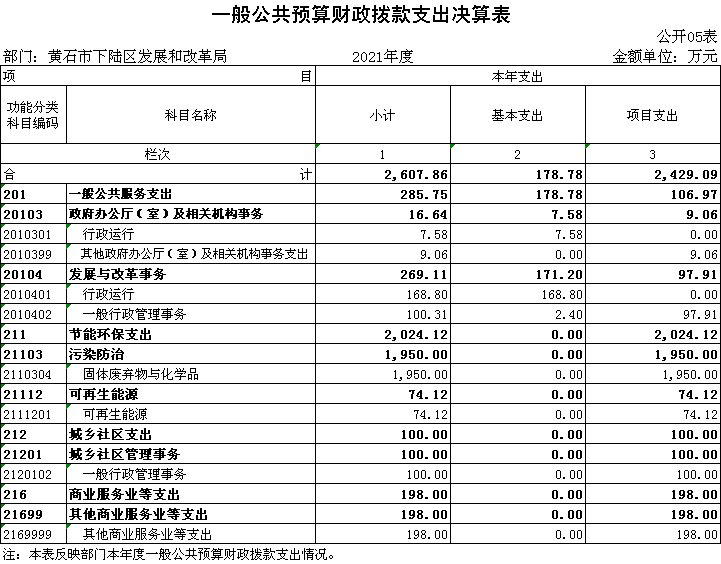 一般公共预算财政拨款支出决算表
公开05表
部门：黄石市下陆区发展和改革局 2021年度 金额单位：万元
项 目 本年支出
功能分类科目编码 科目名称 小计 基本支出 项目支出
栏次 1 2 3
合 计 2,607.86 178.78 2,429.09
201 一般公共服务支出 285.75 178.78 106.97
20103 政府办公厅（室）及相关机构事务 16.64 7.58 9.06
2010301 行政运行 7.58 7.58 0.00
2010399 其他政府办公厅（室）及相关机构事务支出 9.06 0.00 9.06
20104 发展与改革事务 269.11 171.20 97.91
2010401 行政运行 168.80 168.80 0.00
2010402 一般行政管理事务 100.31 2.40 97.91
211 节能环保支出 2,024.12 0.00 2,024.12
21103 污染防治 1,950.00 0.00 1,950.00
2110304 固体废弃物与化学品 1,950.00 0.00 1,950.00
21112 可再生能源 74.12 0.00 74.12
2111201 可再生能源 74.12 0.00 74.12
212 城乡社区支出 100.00 0.00 100.00
21201 城乡社区管理事务 100.00 0.00 100.00
2120102 一般行政管理事务 100.00 0.00 100.00
216 商业服务业等支出 198.00 0.00 198.00
21699 其他商业服务业等支出 198.00 0.00 198.00
2169999 其他商业服务业等支出 198.00 0.00 198.00
注：本表反映部门本年度一般公共预算财政拨款支出情况。